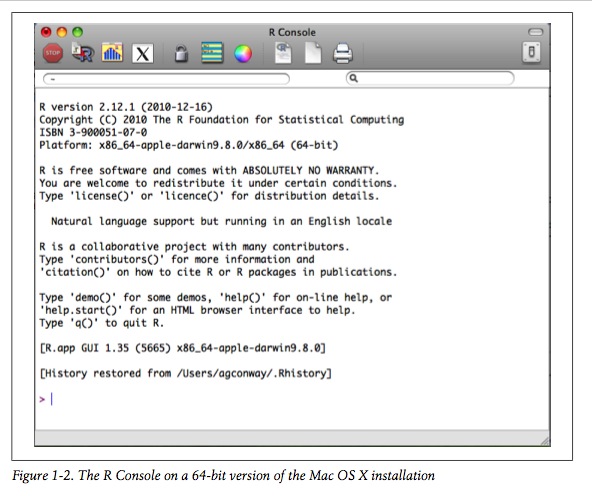 R Console
STOP
R
X
~
R version 2.12.1 (2010-12-16)
Copyright (C) 2010 The R Foundation for Statistical Computing
ISBN 3-900051-07-0
Platform: x86_64-apple-darwin9.8.0/x86_64 (64-bit)
R is free software and comes with ABSOLUTELY NO WARRANTY.
You are welcome to redistribute it under certain conditions.
Type 'license()' or 'licence()' for distribution details.
Natural language support but running in an English locale
R is a collaborative project with many contributors.
Type 'contributors()' for more information and
'citation()' on how to cite R or R packages in publications.
Type 'demo()' for some demos, 'help()' for on-line help, or
'help.start()' for an HTML browser interface to help.
Type 'q()' to quit R.
[R.app GUI 1.35 (5665) x86_64-apple-darwin9.8.0]
[History restored from /Users/agconway/.Rhistory]
>
Figure 1-2. The R Console on a 64-bit version of the Mac OS X installation